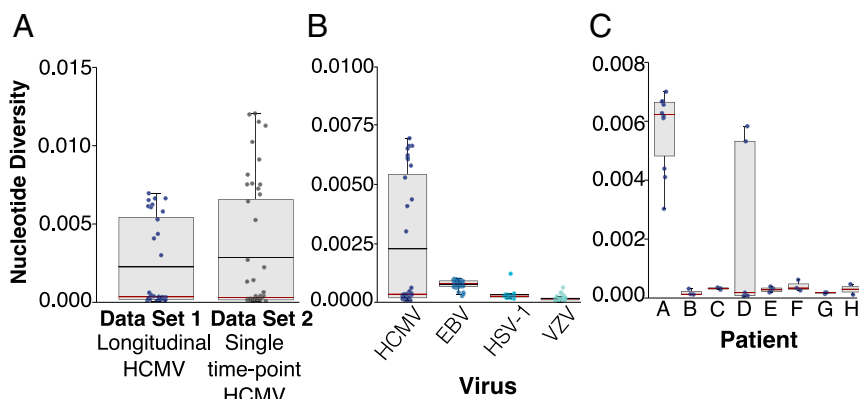 A
B
C
Nucleotide Diversity
0.015
0.010
0.005
0.000
Data Set 1
Longitudinal
HCMV
Data Set 2
Single
time-point
HCMV
0.0100
0.0075
0.0050
0.0025
0.0000
HCMV
EBV
HSV-1
VZV
Virus
0.008
0.006
0.004
0.002
0.000
A B C D E F G H
Patient